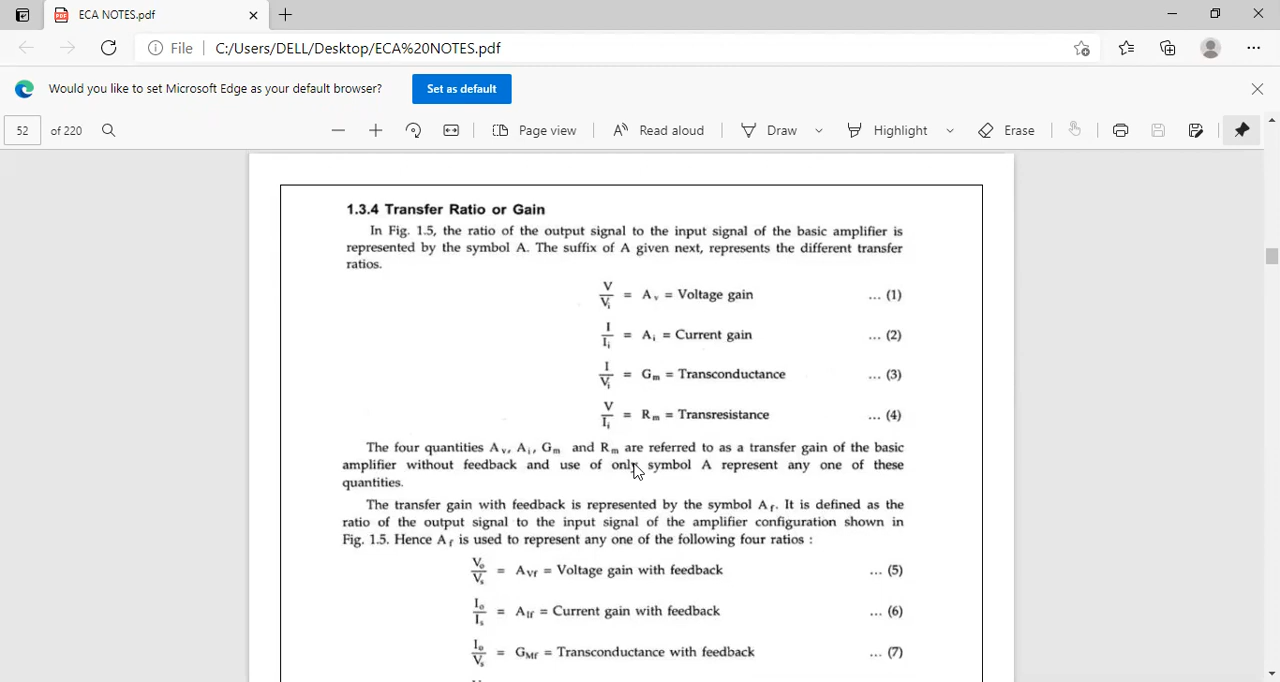 ECA NOTES.pdf
File
C:/Users/DELL/Desktop/ECA%20NOTES.pdf
Would you like to set Microsoft Edge as your default browser?
Set as default
52
of 220
Page view
Read aloud
Draw
Highlight
Erase
1.3.4 Transfer Ratio or Gain
In Fig. 1.5, the ratio of the output signal to the input signal of the basic amplifier is
represented by the symbol A. The suffix of A given next, represents the different transfer
ratios.
V/Vᵢ = Aᵥ = Voltage gain ... (1)
I/Iᵢ = Aᵢ = Current gain ... (2)
I/Vᵢ = Gₘ = Transconductance ... (3)
V/Iᵢ = Rₘ = Transresistance ... (4)
The four quantities Aᵥ, Aᵢ, Gₘ and Rₘ are referred to as a transfer gain of the basic
amplifier without feedback and use of only symbol A represent any one of these
quantities.
The transfer gain with feedback is represented by the symbol A f. It is defined as the
ratio of the output signal to the input signal of the amplifier configuration shown in
Fig. 1.5. Hence A f is used to represent any one of the following four ratios :
Vₒ/Vₛ = AVf = Voltage gain with feedback ... (5)
Iₒ/Iₛ = AIf = Current gain with feedback ... (6)
Iₒ/Vₛ = GMf = Transconductance with feedback ... (7)